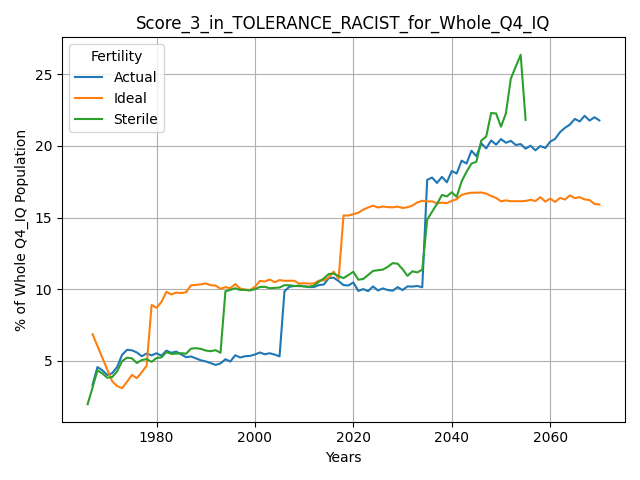 Score_3_in_TOLERANCE_RACIST_for_Whole_Q4_IQ
Fertility
Actual
Ideal
Sterile
% of Whole Q4_IQ Population
25
20
15
10
5
1980
2000
2020
2040
2060
Years